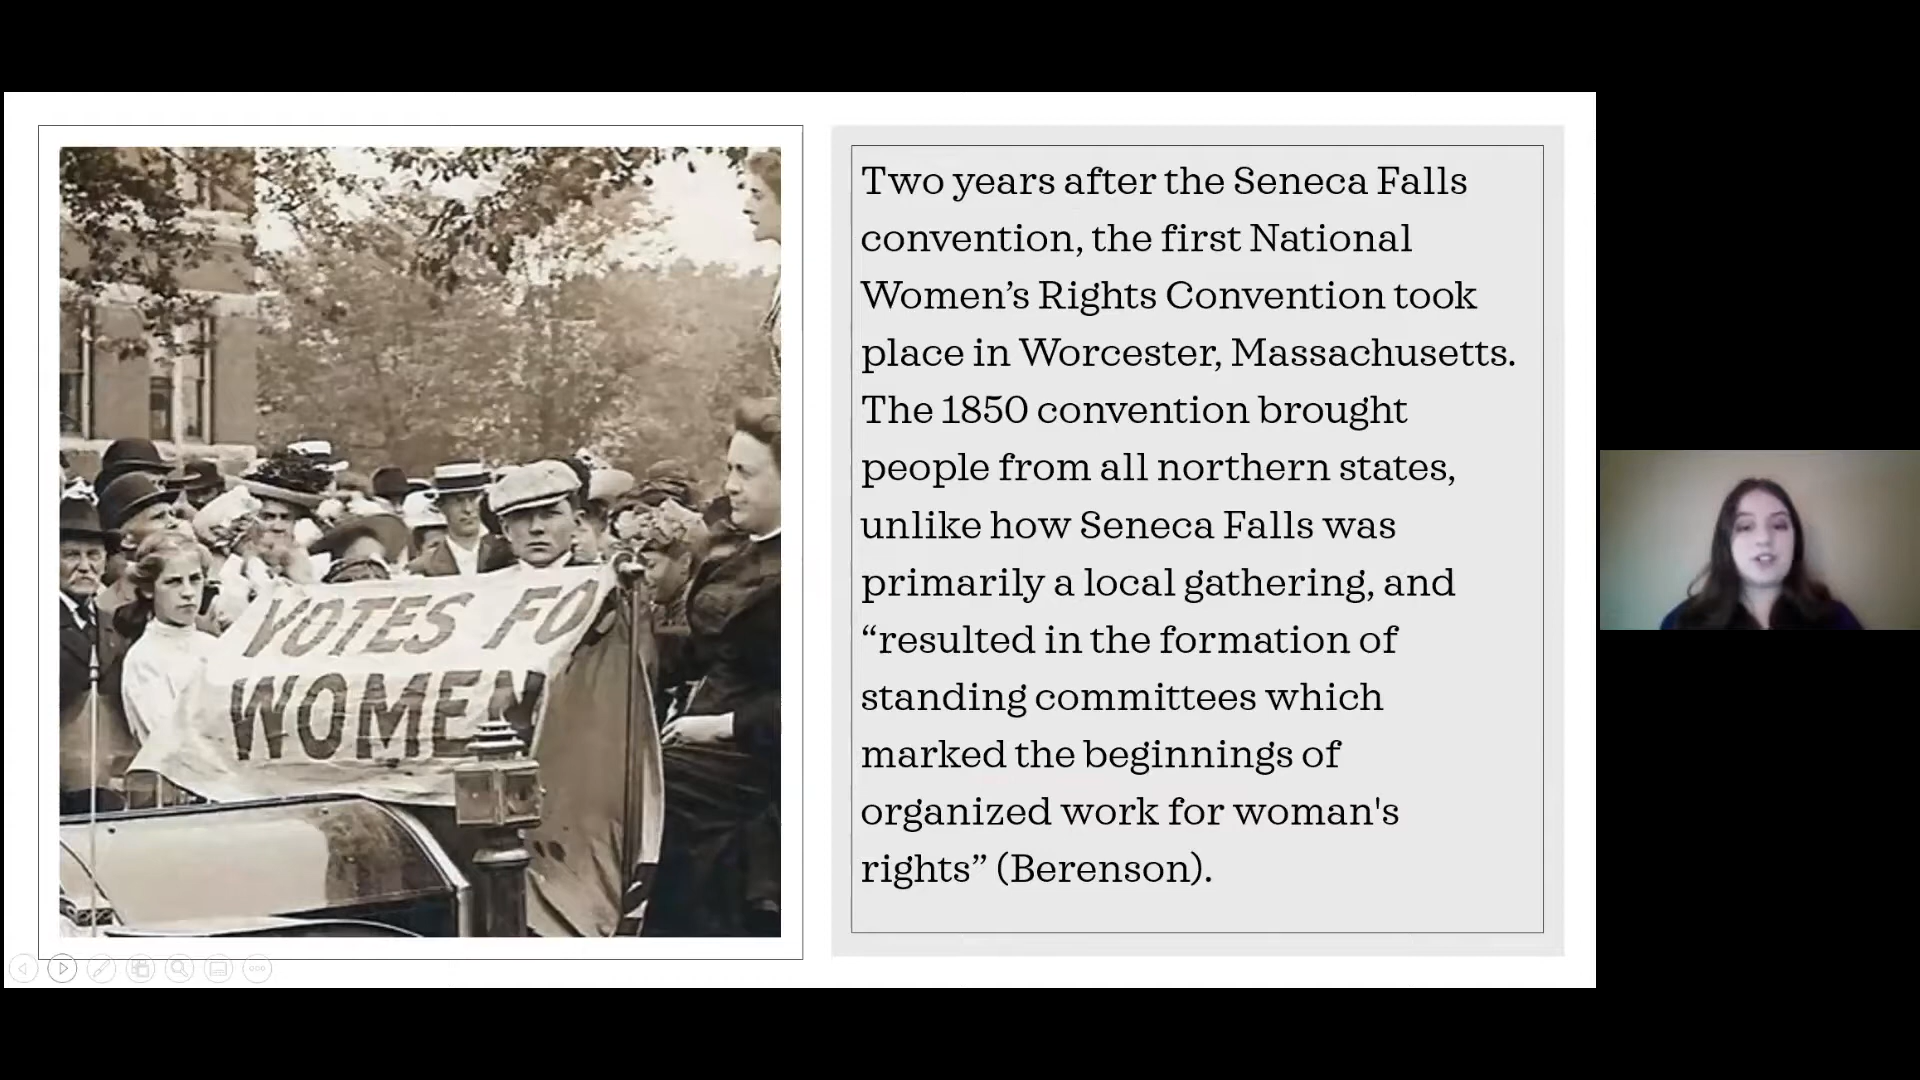 VOTES FO
WOMEN
Two years after the Seneca Falls
convention, the first National
Women’s Rights Convention took
place in Worcester, Massachusetts.
The 1850 convention brought
people from all northern states,
unlike how Seneca Falls was
primarily a local gathering, and
“resulted in the formation of
standing committees which
marked the beginnings of
organized work for woman's
rights” (Berenson).